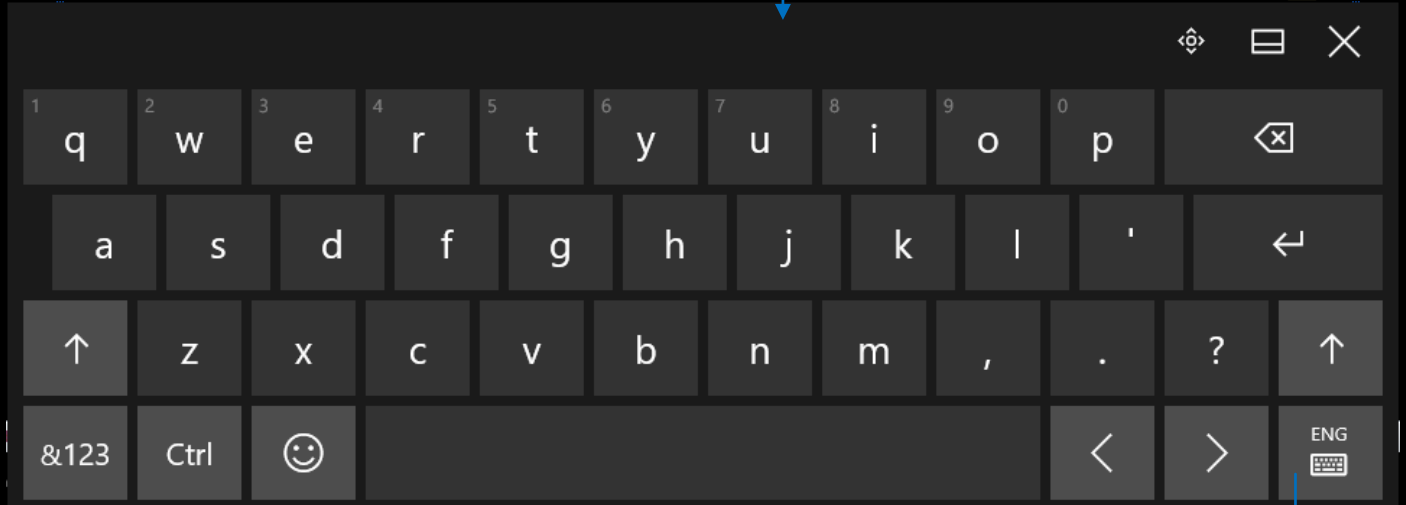 1 2 3 4 5 6 7 8 9 0
q w e r t y u i o p
a s d f g h j k l '
z x c v b n m , . ?
ENG
&123 Ctrl